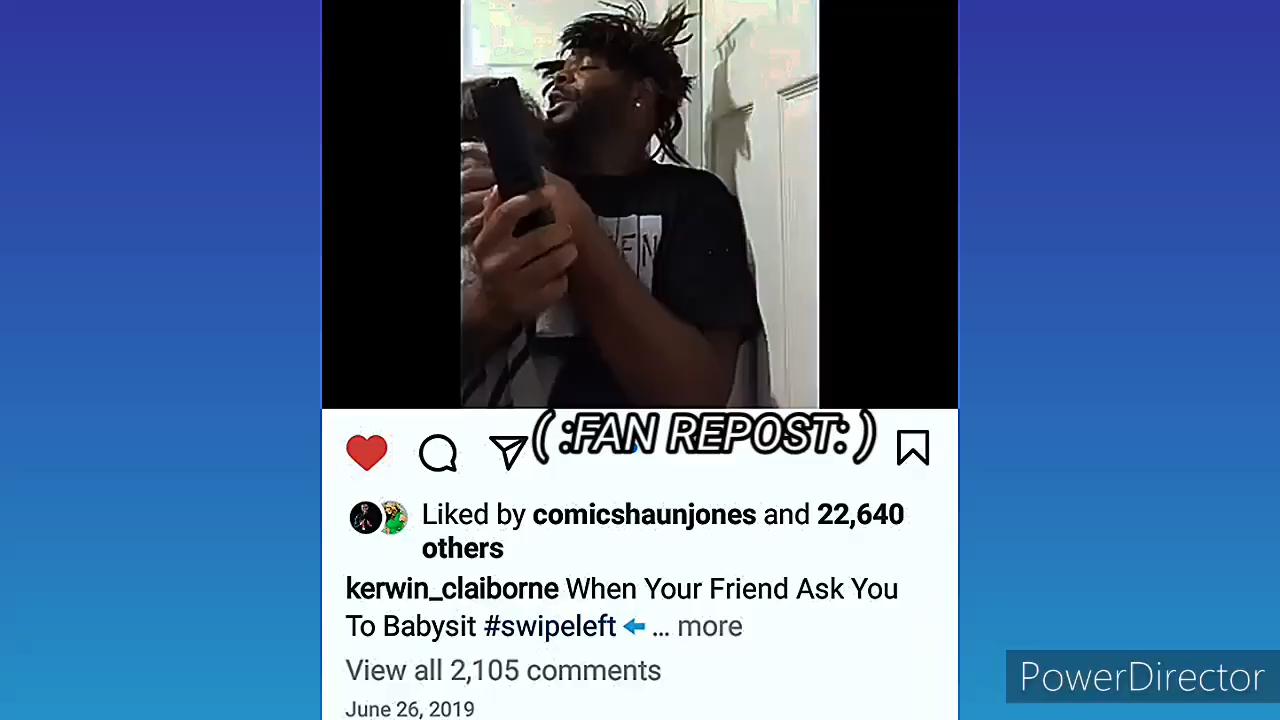 (:FAN REPOST:)
Liked by comicshaunjones and 22,640
others
kerwin_claiborne When Your Friend Ask You
To Babysit #swipeleft ... more
View all 2,105 comments
June 26, 2019
PowerDirector